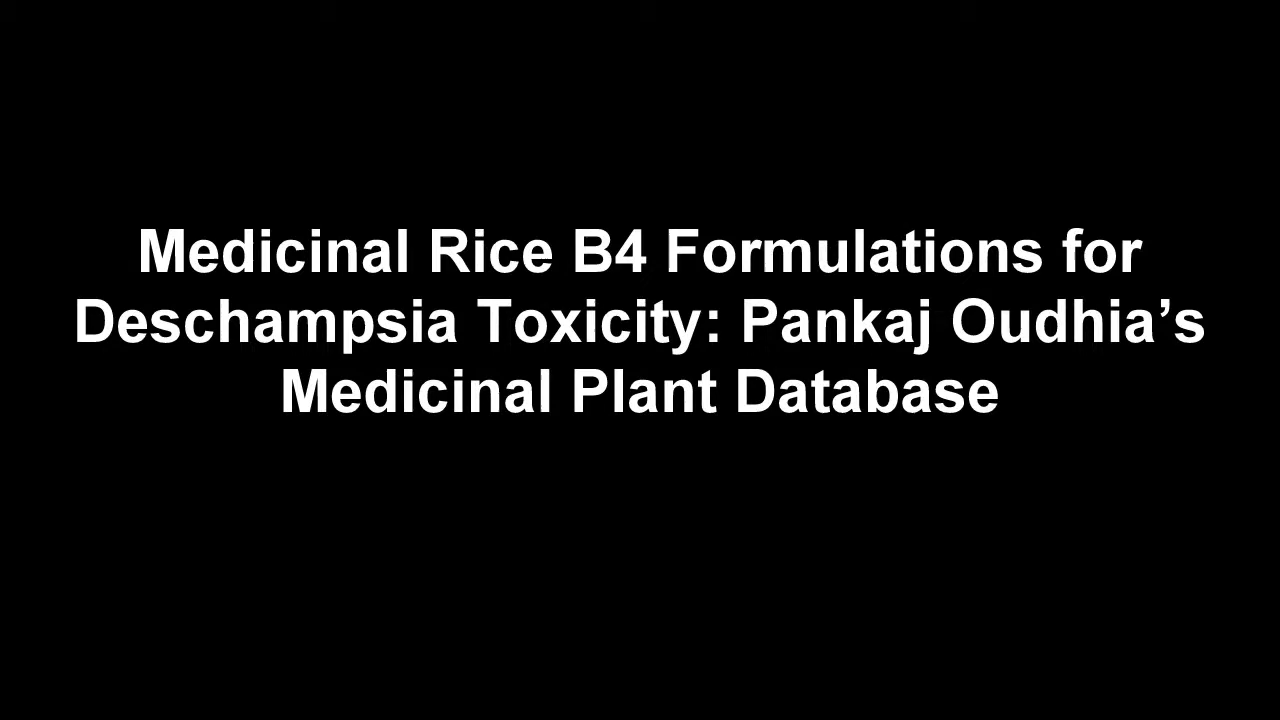 Medicinal Rice B4 Formulations for
Deschampsia Toxicity: Pankaj Oudhia’s
Medicinal Plant Database